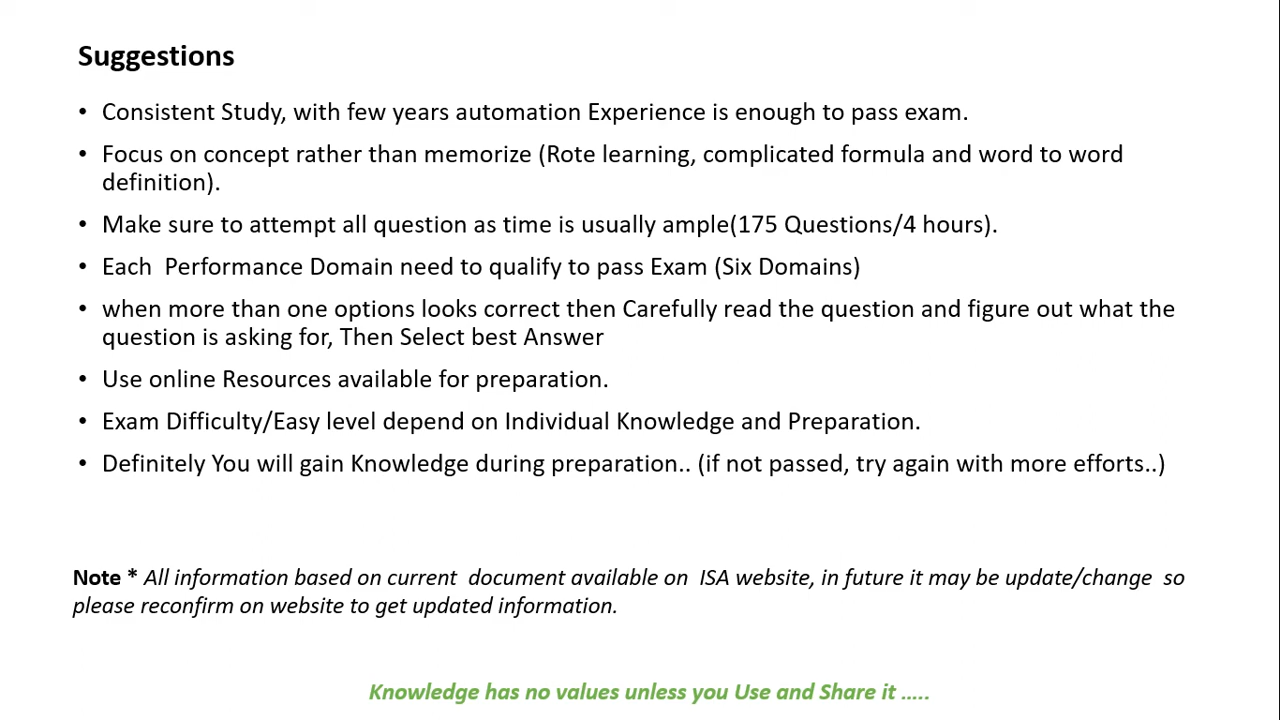 Suggestions
• Consistent Study, with few years automation Experience is enough to pass exam.
• Focus on concept rather than memorize (Rote learning, complicated formula and word to word
definition).
• Make sure to attempt all question as time is usually ample(175 Questions/4 hours).
• Each  Performance Domain need to qualify to pass Exam (Six Domains)
• when more than one options looks correct then Carefully read the question and figure out what the
question is asking for, Then Select best Answer
• Use online Resources available for preparation.
• Exam Difficulty/Easy level depend on Individual Knowledge and Preparation.
• Definitely You will gain Knowledge during preparation.. (if not passed, try again with more efforts..)
Note * All information based on current  document available on  ISA website, in future it may be update/change  so
please reconfirm on website to get updated information.
Knowledge has no values unless you Use and Share it .....